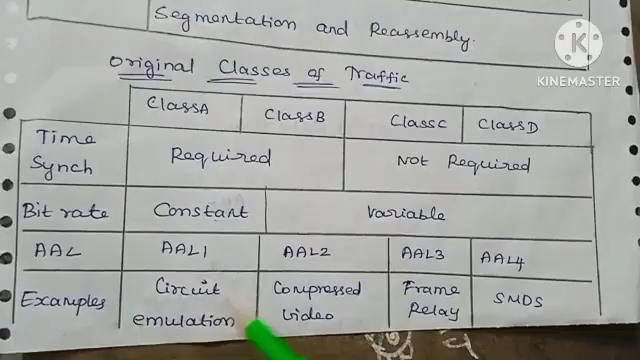 Segmentation and Reassembly.
KINEMASTER
Original Classes of Traffic
ClassA ClassB ClassC ClassD
Time Synch Required Not Required
Bit rate Constant Variable
AAL AAL1 AAL2 AAL3 AAL4
Examples Circuit emulation Compressed Video Frame Relay SMDS